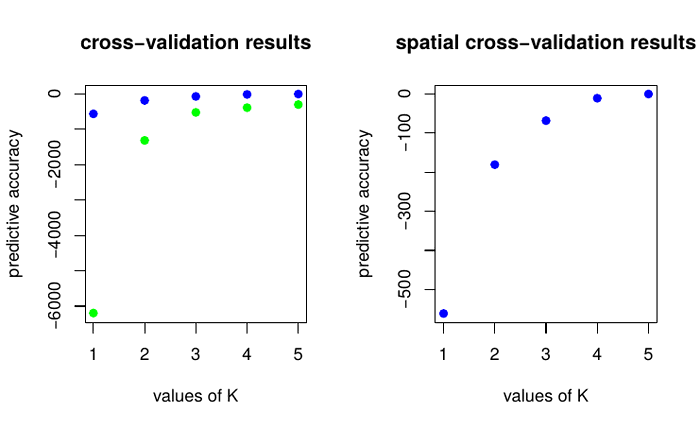 cross−validation results
predictive accuracy
0
−2000
−4000
−6000
1 2 3 4 5
values of K
spatial cross−validation results
predictive accuracy
0
−100
−300
−500
1 2 3 4 5
values of K